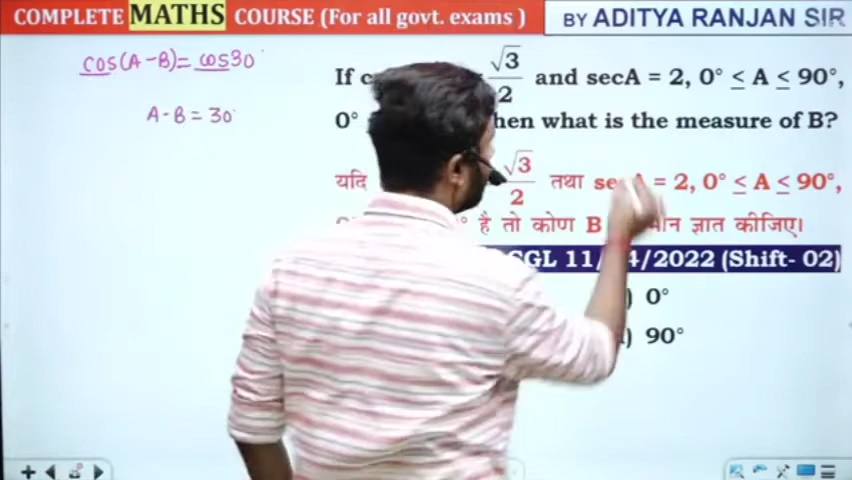 COMPLETE MATHS COURSE (For all govt. exams )
BY ADITYA RANJAN SIR
cos(A-B)= cos30°
A-B = 30°
If
√3/2 and secA = 2, 0° ≤ A ≤ 90°,
0°
hen what is the measure of B?
यदि
√3/2 तथा = 2, 0° ≤ A ≤ 90°,
है तो कोण B ज्ञात कीजिए।
GL 11/ 4/2022 (Shift- 02)
) 0°
) 90°